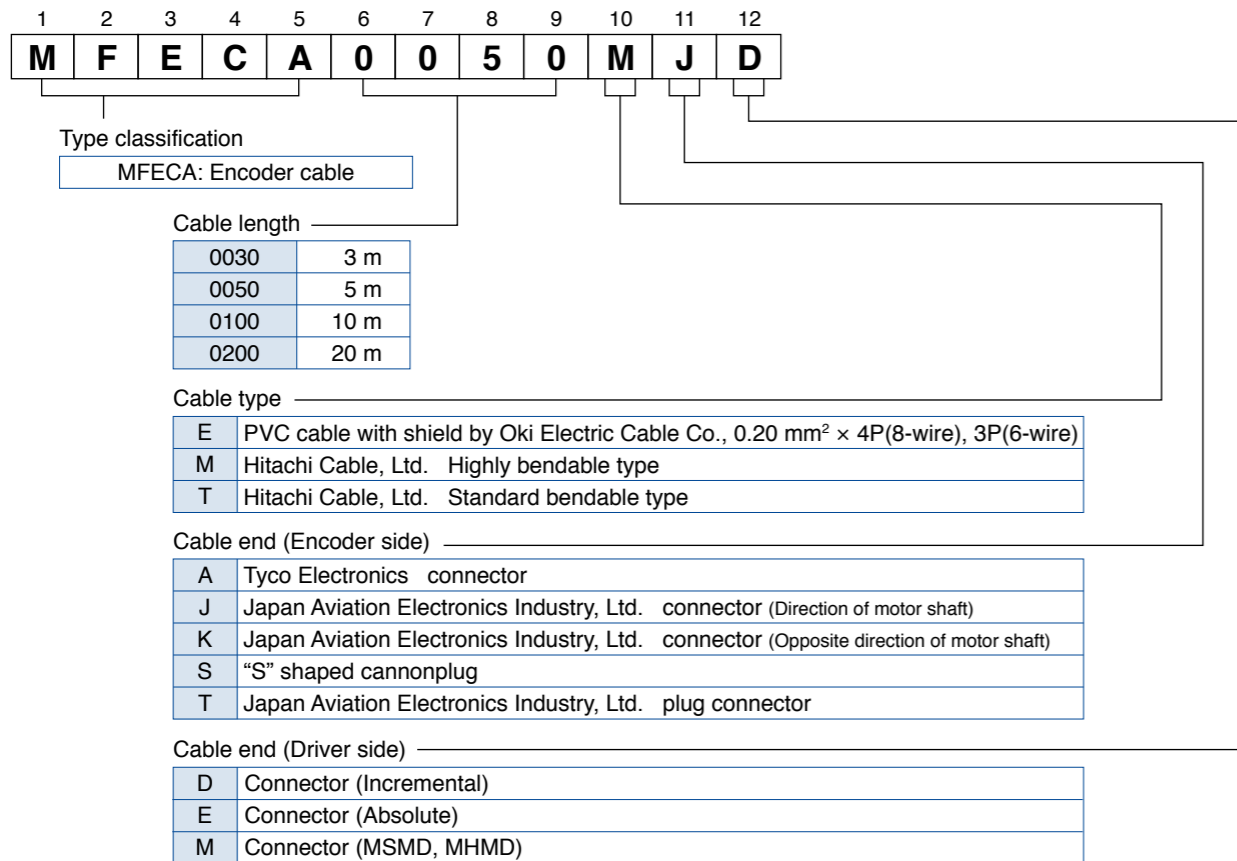 1 2 3 4 5 6 7 8 9 10 11 12
M F E C A 0 0 5 0 M J D
Type classification
MFECA: Encoder cable
Cable length
0030 3 m
0050 5 m
0100 10 m
0200 20 m
Cable type
E PVC cable with shield by Oki Electric Cable Co., 0.20 mm² × 4P(8-wire), 3P(6-wire)
M Hitachi Cable, Ltd. Highly bendable type
T Hitachi Cable, Ltd. Standard bendable type
Cable end (Encoder side)
A Tyco Electronics connector
J Japan Aviation Electronics Industry, Ltd. connector (Direction of motor shaft)
K Japan Aviation Electronics Industry, Ltd. connector (Opposite direction of motor shaft)
S “S” shaped cannonplug
T Japan Aviation Electronics Industry, Ltd. plug connector
Cable end (Driver side)
D Connector (Incremental)
E Connector (Absolute)
M Connector (MSMD, MHMD)